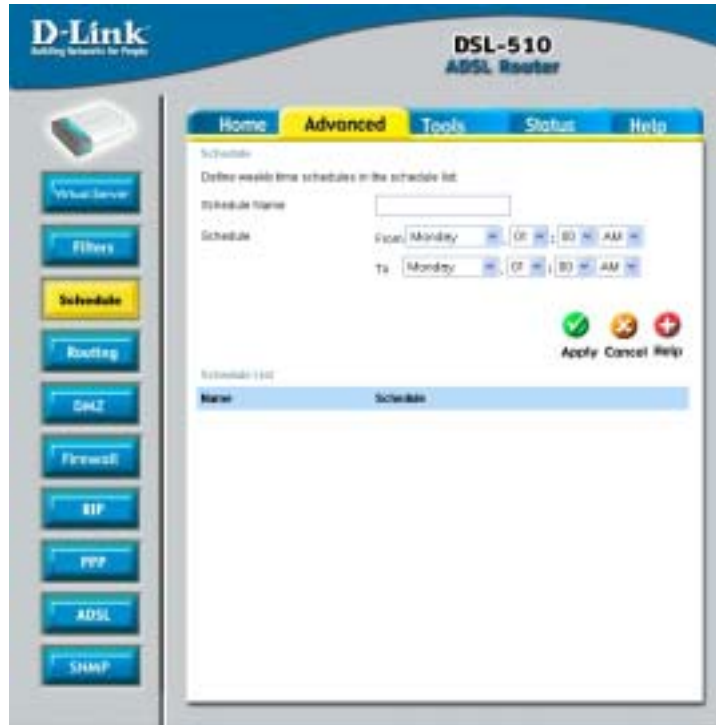 D-Link
Building Networks for People
DSL-510
ADSL Router
Home Advanced Tools Status Help
Schedule
Define weekly time schedules in the schedule list
Schedule Name
Schedule From Monday , 01 : 00 AM
To Monday , 01 : 00 AM
Apply Cancel Help
Schedule List
Name Schedule
Virtual Server
Filters
Schedule
Routing
DMZ
Firewall
RIP
PPP
ADSL
SNMP